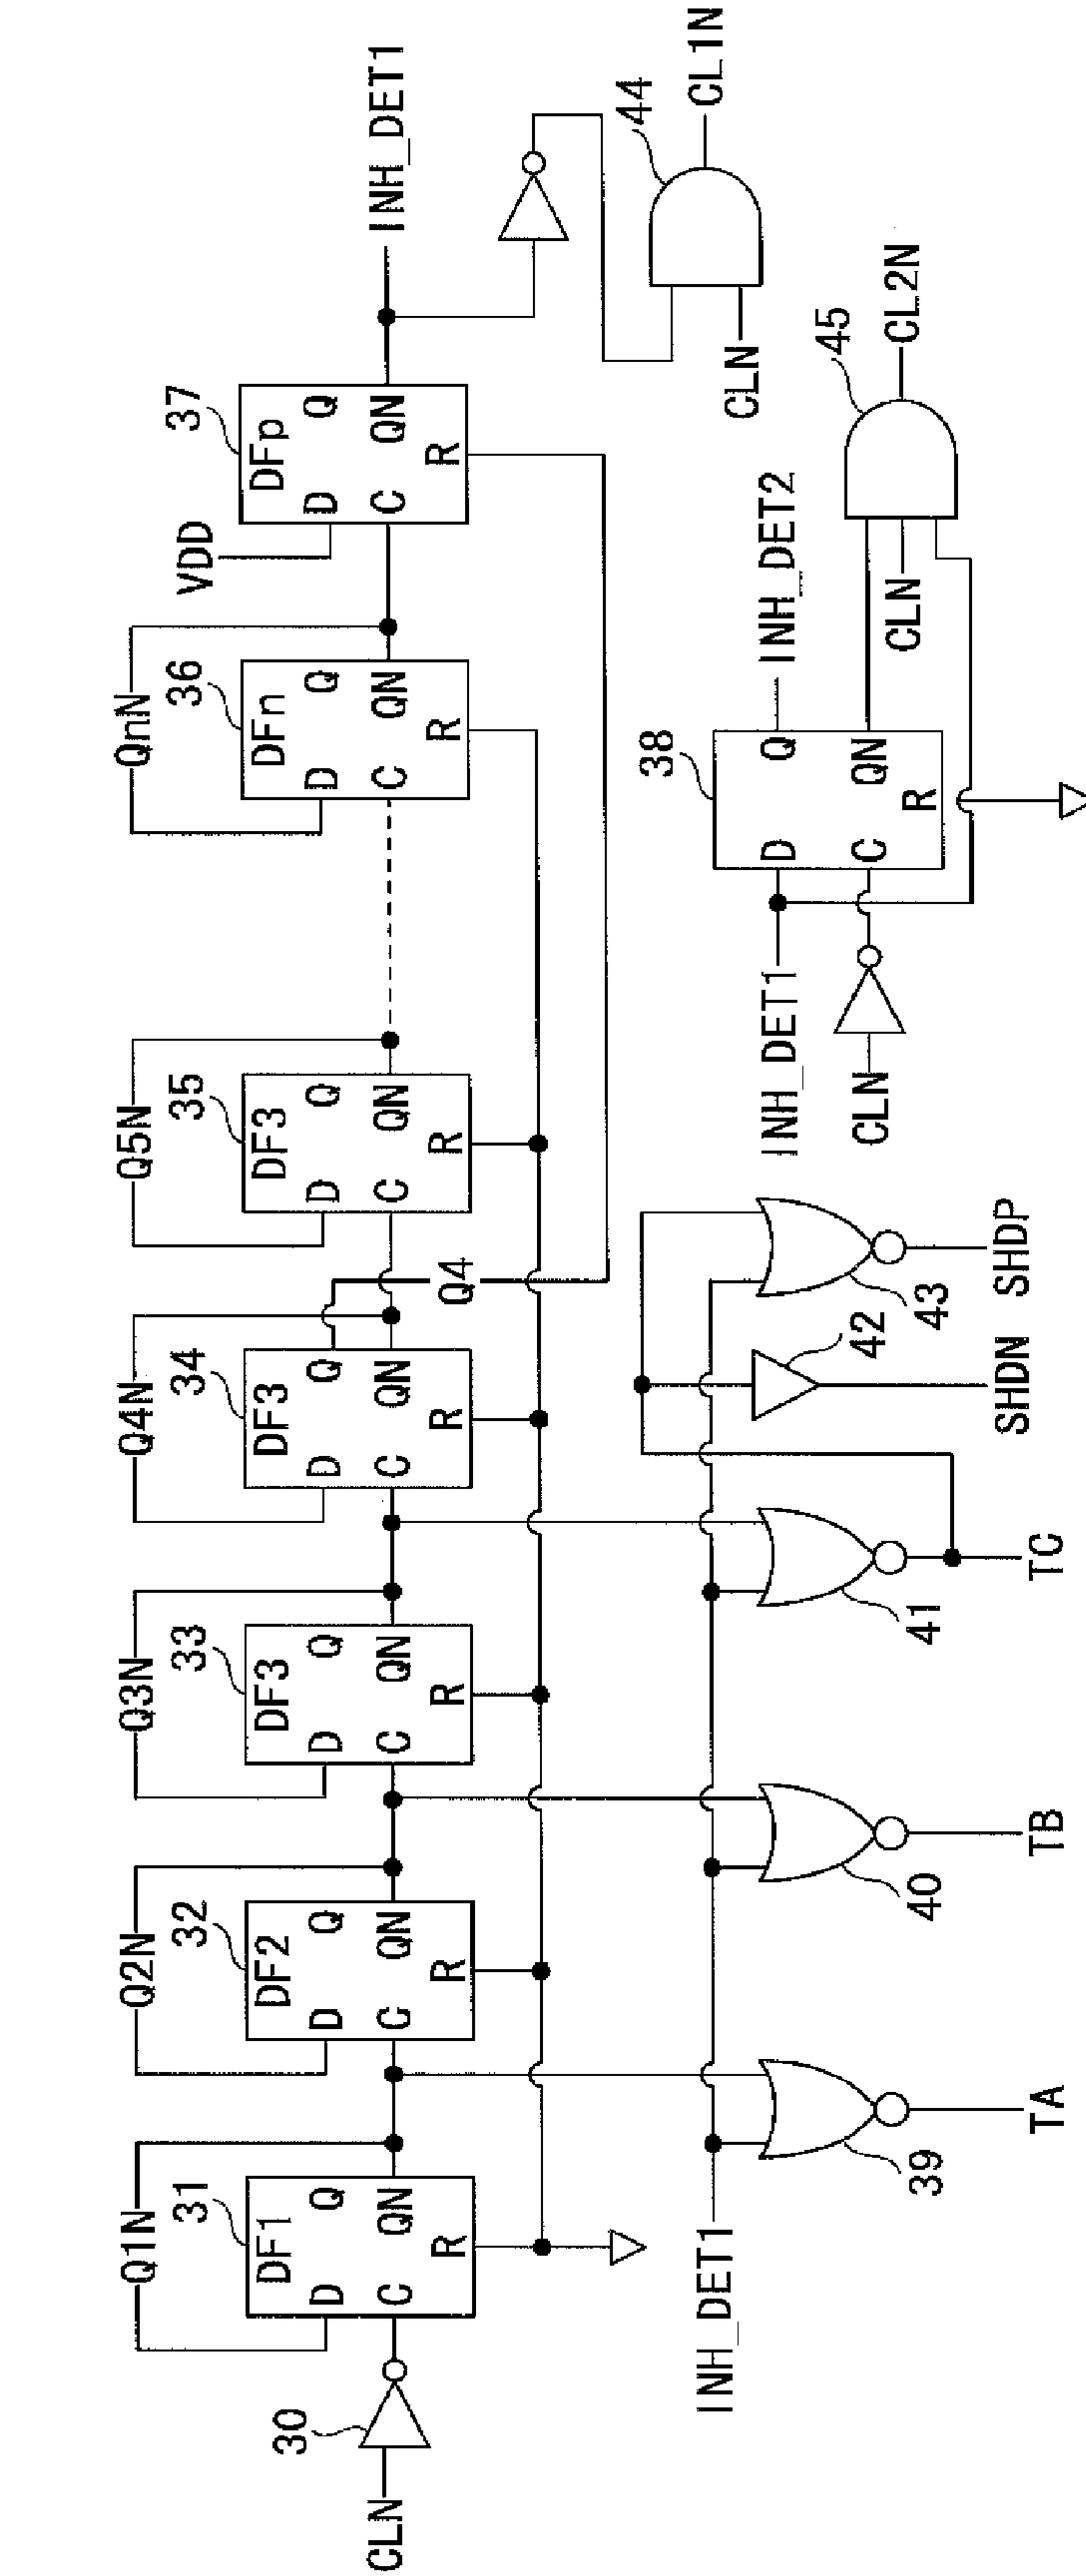 Q1N
Q2N
Q3N
Q4N
Q5N
QnN
VDD
31
32
33
34
35
36
37
DF1
D Q
C QN
R
DF2
D Q
C QN
R
DF3
D Q
C QN
R
DF3
D Q
C QN
R
DF3
D Q
C QN
R
DFn
D Q
C QN
R
DFp
D Q
C QN
R
INH_DET1
30
CLN
Q4
44
CLN
CL1N
INH_DET1
39
40
41
42
43
TA
TB
TC
SHDN
SHDP
38
INH_DET1
D Q
C QN
R
INH_DET2
CLN
CLN
45
CL2N